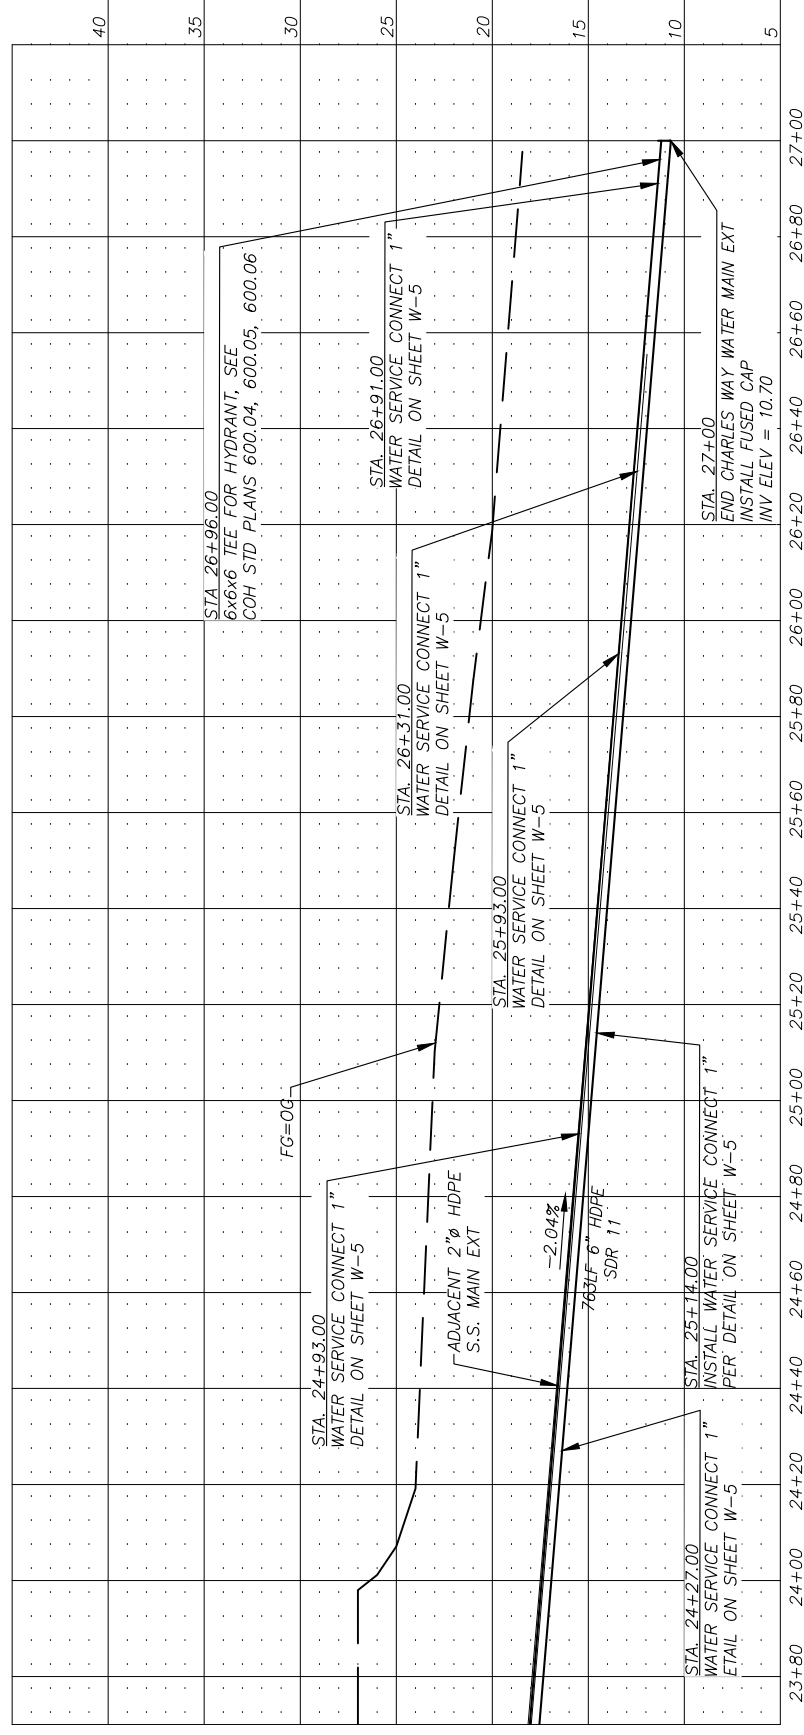 40
35
30
25
20
15
10
5
STA 26+96.00
6x6x6 TEE FOR HYDRANT, SEE
COH STD PLANS 600.04, 600.05, 600.06
STA. 26+91.00
WATER SERVICE CONNECT 1"
DETAIL ON SHEET W-5
STA. 26+31.00
WATER SERVICE CONNECT 1"
DETAIL ON SHEET W-5
STA. 25+93.00
WATER SERVICE CONNECT 1"
DETAIL ON SHEET W-5
STA. 27+00
END CHARLES WAY WATER MAIN EXT
INSTALL FUSED CAP
INV ELEV = 10.70
FG=OG
STA. 24+93.00
WATER SERVICE CONNECT 1"
DETAIL ON SHEET W-5
ADJACENT 2"ø HDPE
S.S. MAIN EXT
-2.04%
763LF 6" HDPE
SDR 11
STA. 25+14.00
INSTALL WATER SERVICE CONNECT 1"
PER DETAIL ON SHEET W-5
STA. 24+27.00
WATER SERVICE CONNECT 1"
ETAIL ON SHEET W-5
23+80
24+00
24+20
24+40
24+60
24+80
25+00
25+20
25+40
25+60
25+80
26+00
26+20
26+40
26+60
26+80
27+00